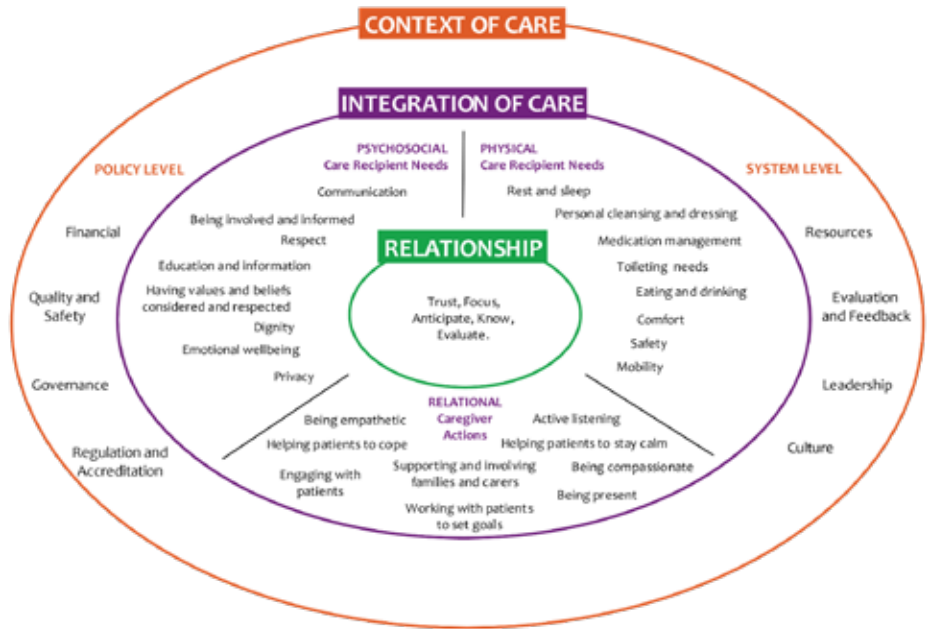 CONTEXT OF CARE
INTEGRATION OF CARE
POLICY LEVEL
Financial
Quality and
Safety
Governance
Regulation and
Accreditation
PSYCHOSOCIAL
Care Recipient Needs
Communication
Being involved and informed
Respect
Education and information
Having values and beliefs
considered and respected
Dignity
Emotional wellbeing
Privacy
PHYSICAL
Care Recipient Needs
Rest and sleep
Personal cleansing and dressing
Medication management
Toileting needs
Eating and drinking
Comfort
Safety
Mobility
SYSTEM LEVEL
Resources
Evaluation
and Feedback
Leadership
Culture
RELATIONSHIP
Trust, Focus,
Anticipate, Know,
Evaluate.
RELATIONAL
Caregiver
Actions
Being empathetic
Helping patients to cope
Engaging with
patients
Supporting and involving
families and carers
Working with patients
to set goals
Active listening
Helping patients to stay calm
Being compassionate
Being present